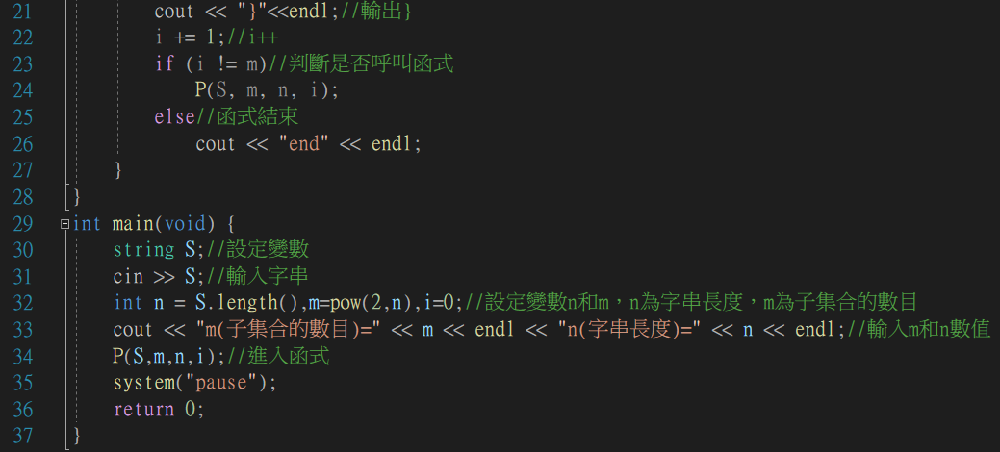 21 cout << "}"<<endl;//輸出}
22 i += 1;//i++
23 if (i != m)//判斷是否呼叫函式
24 P(S, m, n, i);
25 else//函式結束
26 cout << "end" << endl;
27 }
28 }
29 int main(void) {
30 string S;//設定變數
31 cin >> S;//輸入字串
32 int n = S.length(),m=pow(2,n),i=0;//設定變數n和m，n為字串長度，m為子集合的數目
33 cout << "m(子集合的數目)=" << m << endl << "n(字串長度)=" << n << endl;//輸入m和n數值
34 P(S,m,n,i);//進入函式
35 system("pause");
36 return 0;
37 }